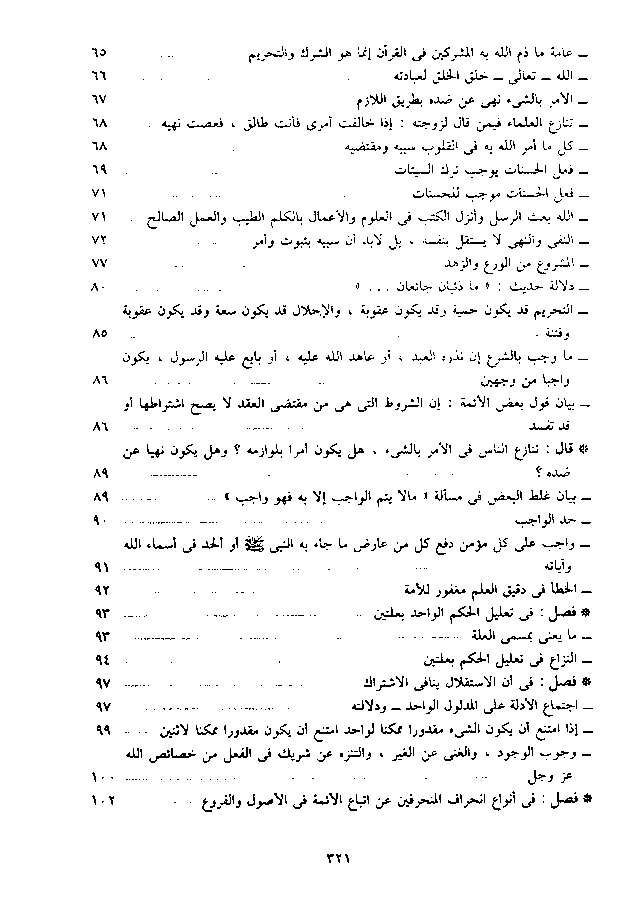 ـ عامة ما ذم الله به المشركين فى القرآن إنما هو الشرك والتحريم ٦٥
ـ الله ـ تعالى ـ خلق الخلق لعبادته ٦٦
ـ الأمر بالشىء نهى عن ضده بطريق اللازم ٦٧
ـ تنازع العلماء فيمن قال لزوجته : إذا خالفت أمرى فأنت طالق ، فعصت نهيه ٦٨
ـ كل ما أمر الله به فى القلوب سببه ومقتضيه ٦٨
ـ فعل الحسنات يوجب ترك السيئات ٦٩
ـ فعل الحسنات موجب للحسنات ٧١
ـ الله بعث الرسل وأنزل الكتب فى العلوم والأعمال بالكلم الطيب والعمل الصالح ٧١
ـ النفى والنهى لا يستقل بنفسه ، بل لابد أن سببه بثبوت وأمر ٧٢
ـ المشروع من الورع والزهد ٧٧
ـ دلالة حديث : « ما ذئبان جائعان ... » ٨٠
ـ التحريم قد يكون حمية وقد يكون عقوبة ، والإحلال قد يكون سعة وقد يكون عقوبة
وفتنة ٨٥
ـ ما وجب بالشرع إن نذره العبد ، أو عاهد الله عليه ، أو بايع عليه الرسول ، يكون
واجبا من وجهين ٨٦
ـ بيان قول بعض الأئمة : إن الشروط التى هى من مقتضى العقد لا يصح اشتراطها أو
قد تفسد ٨٦
* قال : تنازع الناس فى الأمر بالشىء ، هل يكون أمرا بلوازمه ؟ وهل يكون نهيا عن
ضده ؟ ٨٩
ـ بيان غلط البعض فى مسألة « مالا يتم الواجب إلا به فهو واجب » ٨٩
ـ حد الواجب ٩٠
ـ واجب على كل مؤمن دفع كل من عارض ما جاء به النبى ﷺ أو ألحد فى أسماء الله
وآياته ٩١
ـ الخطأ فى دقيق العلم مغفور للأمة ٩٢
* فصل : فى تعليل الحكم الواحد بعلتين ٩٣
ـ ما يعنى بمسمى العلة ٩٣
ـ النزاع فى تعليل الحكم بعلتين ٩٤
* فصل : فى أن الاستقلال ينافى الاشتراك ٩٧
ـ اجتماع الأدلة على المدلول الواحد ـ ودلالته ٩٧
ـ إذا امتنع أن يكون الشىء مقدورا ممكنا لواحد امتنع أن يكون مقدورا ممكنا لاثنين ٩٩
ـ وجوب الوجود ، والغنى عن الغير ، والتنزه عن شريك فى الفعل من خصائص الله
عز وجل ١٠٠
* فصل : فى أنواع انحراف المنحرفين عن اتباع الأئمة فى الأصول والفروع ١٠٢
٣٢١